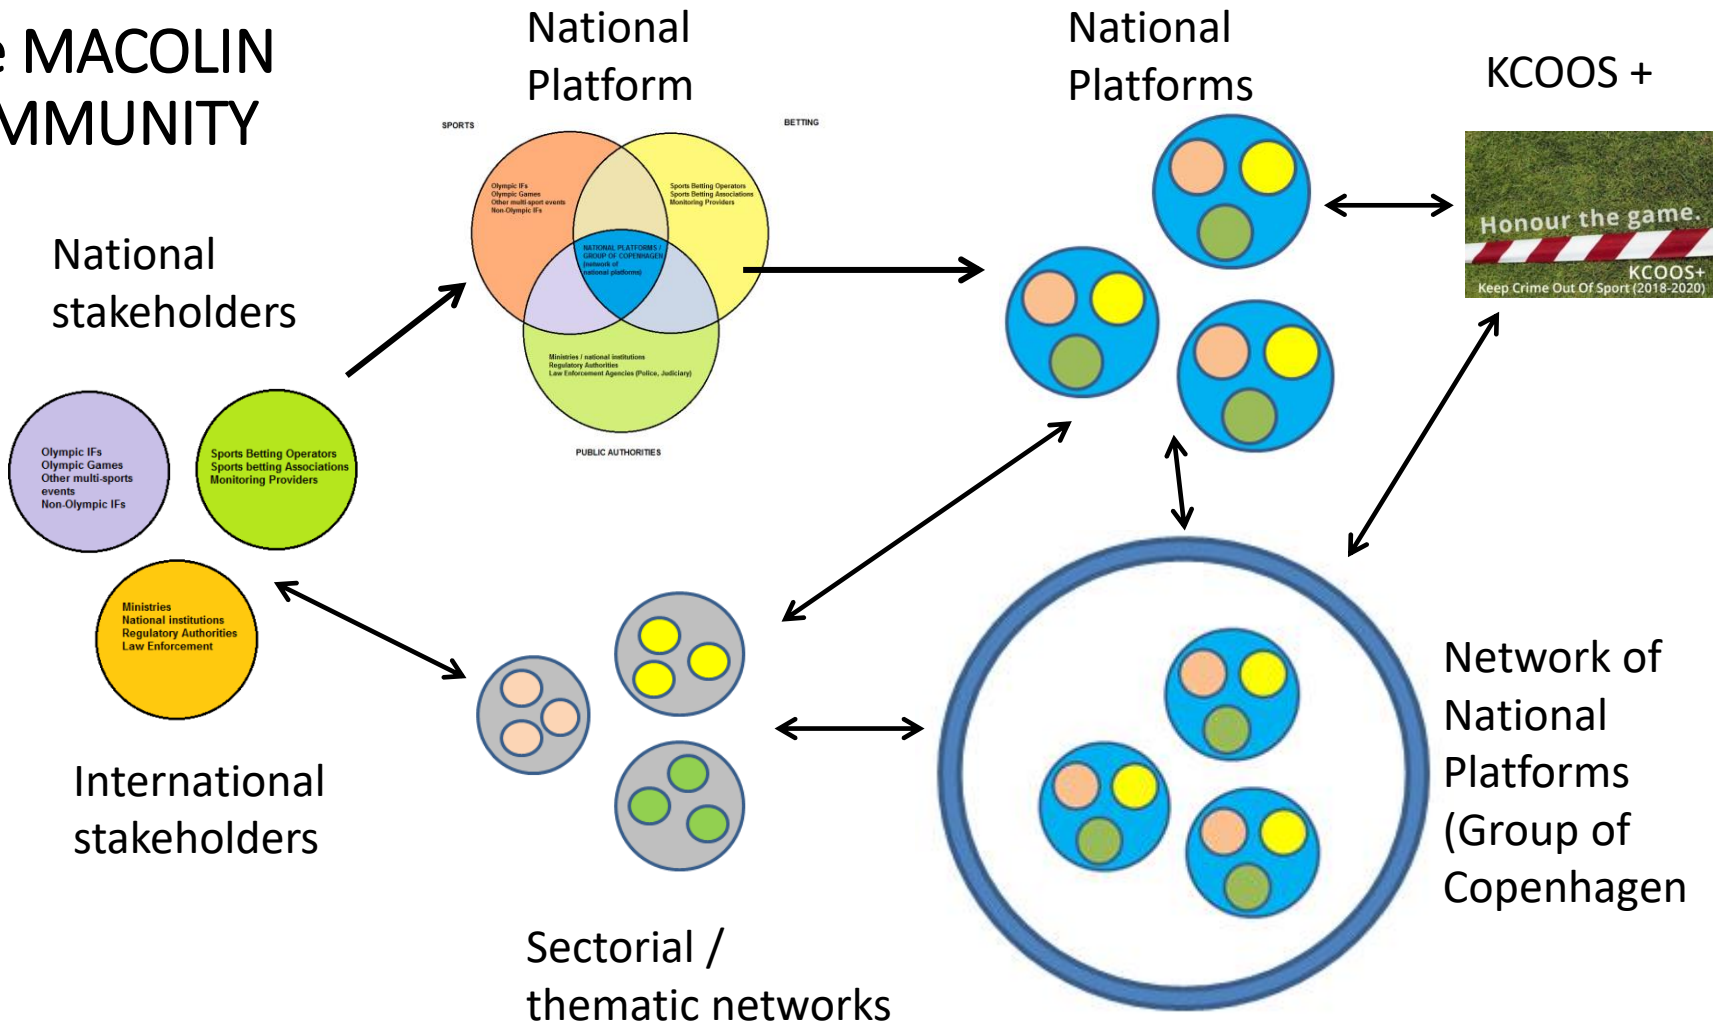 e MACOLIN
MMUNITY
National
Platform
National
Platforms
KCOOS +
SPORTS
BETTING
Olympic IFs
Olympic Games
Other multi-sport events
Non-Olympic IFs
Sports Betting Operators
Sports Betting Associations
Monitoring Providers
NATIONAL PLATFORMS /
GROUP OF COPENHAGEN
(network of
national platforms)
Ministries / national institutions
Regulatory Authorities
Law Enforcement Agencies (Police, Judiciary)
PUBLIC AUTHORITIES
Honour the game.
KCOOS+
Keep Crime Out Of Sport (2018-2020)
National
stakeholders
Olympic IFs
Olympic Games
Other multi-sports
events
Non-Olympic IFs
Sports Betting Operators
Sports betting Associations
Monitoring Providers
Ministries
National institutions
Regulatory Authorities
Law Enforcement
International
stakeholders
Sectorial /
thematic networks
Network of
National
Platforms
(Group of
Copenhagen